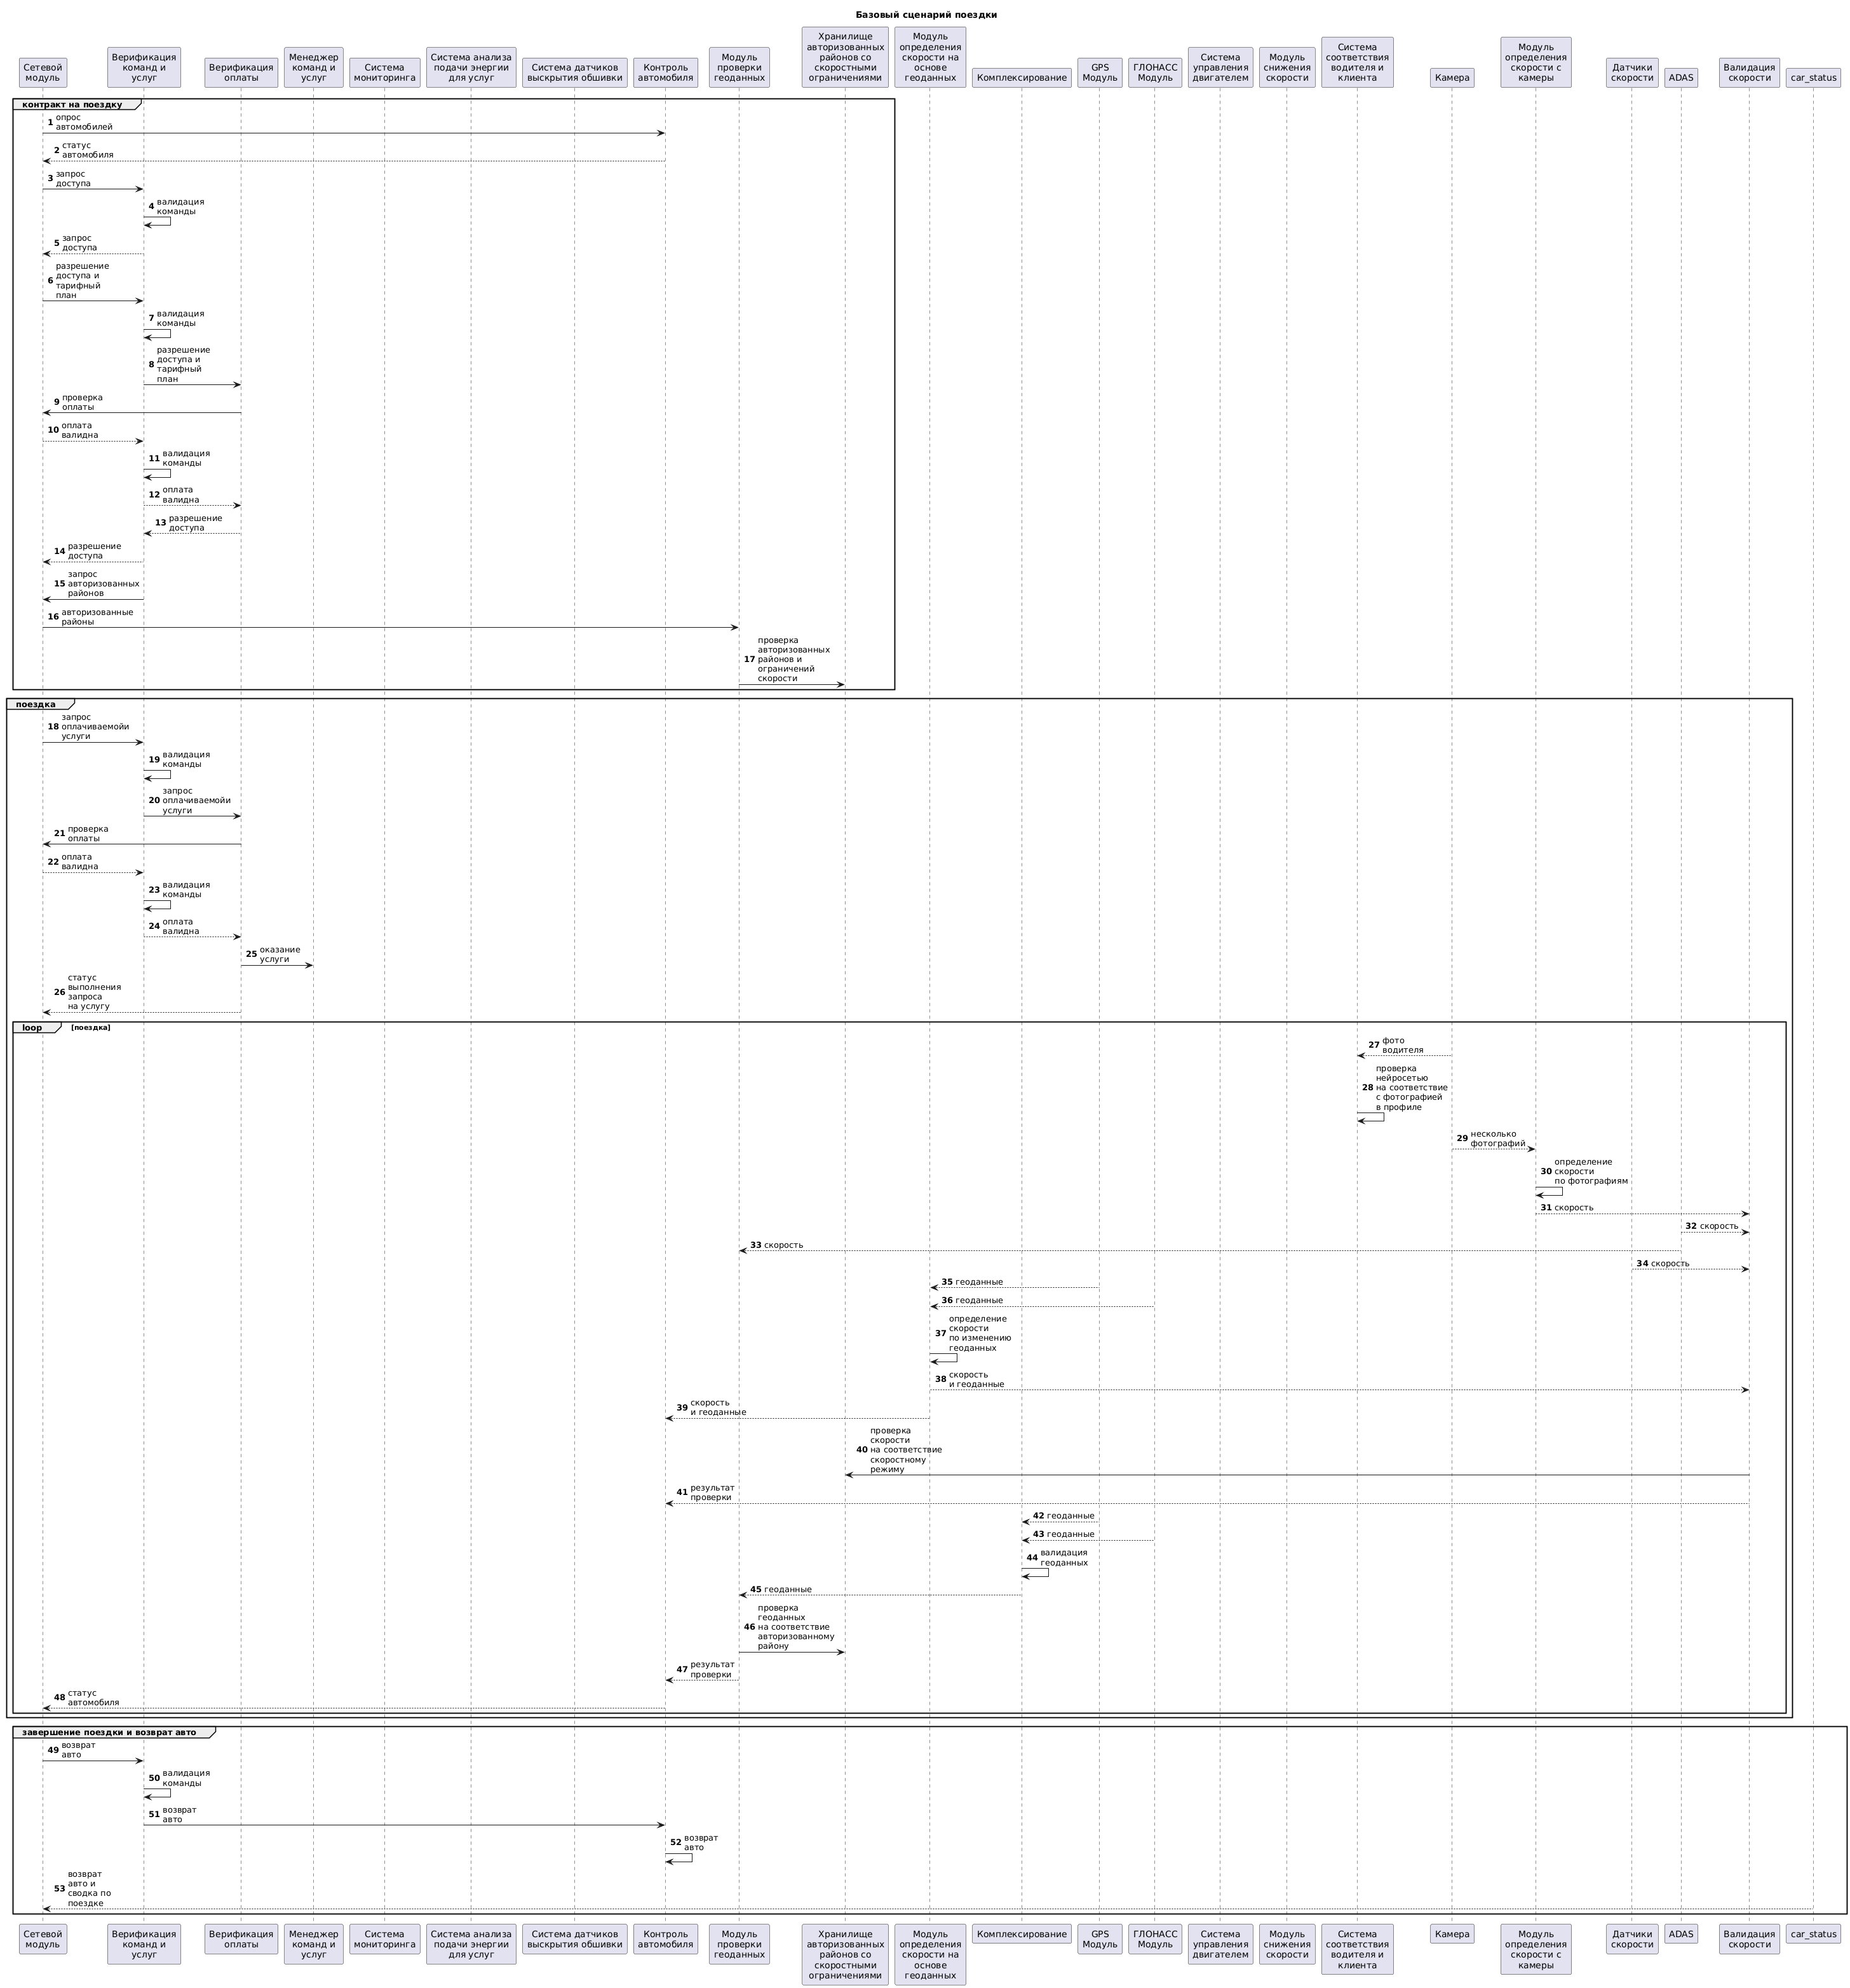 Базовый сценарий поездки
Сетевой
модуль
Верификация
команд и
услуг
Верификация
оплаты
Менеджер
команд и
услуг
Система
мониторинга
Система анализа
подачи энергии
для услуг
Система датчиков
выскрытия обшивки
Контроль
автомобиля
Модуль
проверки
геоданных
Хранилище
авторизованных
районов со
скоростными
ограничениями
Модуль
определения
скорости на
основе
геоданных
Комплексирование
GPS
Модуль
ГЛОНАСС
Модуль
Система
управления
двигателем
Модуль
снижения
скорости
Система
соответствия
водителя и
клиента
Камера
Модуль
определения
скорости с
камеры
Датчики
скорости
ADAS
Валидация
скорости
car_status
контракт на поездку
1 опрос
автомобилей
2 статус
автомобиля
3 запрос
доступа
4 валидация
команды
5 запрос
доступа
6 разрешение
доступа и
тарифный
план
7 валидация
команды
8 разрешение
доступа и
тарифный
план
9 проверка
оплаты
10 оплата
валидна
11 валидация
команды
12 оплата
валидна
13 разрешение
доступа
14 разрешение
доступа
15 запрос
авторизованных
районов
16 авторизованные
районы
17 проверка
авторизованных
районов и
ограничений
скорости
поездка
18 запрос
оплачиваемойи
услуги
19 валидация
команды
20 запрос
оплачиваемойи
услуги
21 проверка
оплаты
22 оплата
валидна
23 валидация
команды
24 оплата
валидна
25 оказание
услуги
26 статус
выполнения
запроса
на услугу
loop [поездка]
27 фото
водителя
28 проверка
нейросетью
на соответствие
с фотографией
в профиле
29 несколько
фотографий
30 определение
скорости
по фотографиям
31 скорость
32 скорость
33 скорость
34 скорость
35 геоданные
36 геоданные
37 определение
скорости
по изменению
геоданных
38 скорость
и геоданные
39 скорость
и геоданные
40 проверка
скорости
на соответствие
скоростному
режиму
41 результат
проверки
42 геоданные
43 геоданные
44 валидация
геоданных
45 геоданные
46 проверка
геоданных
на соответствие
авторизованному
району
47 результат
проверки
48 статус
автомобиля
завершение поездки и возврат авто
49 возврат
авто
50 валидация
команды
51 возврат
авто
52 возврат
авто
53 возврат
авто и
сводка по
поездке
Сетевой
модуль
Верификация
команд и
услуг
Верификация
оплаты
Менеджер
команд и
услуг
Система
мониторинга
Система анализа
подачи энергии
для услуг
Система датчиков
выскрытия обшивки
Контроль
автомобиля
Модуль
проверки
геоданных
Хранилище
авторизованных
районов со
скоростными
ограничениями
Модуль
определения
скорости на
основе
геоданных
Комплексирование
GPS
Модуль
ГЛОНАСС
Модуль
Система
управления
двигателем
Модуль
снижения
скорости
Система
соответствия
водителя и
клиента
Камера
Модуль
определения
скорости с
камеры
Датчики
скорости
ADAS
Валидация
скорости
car_status